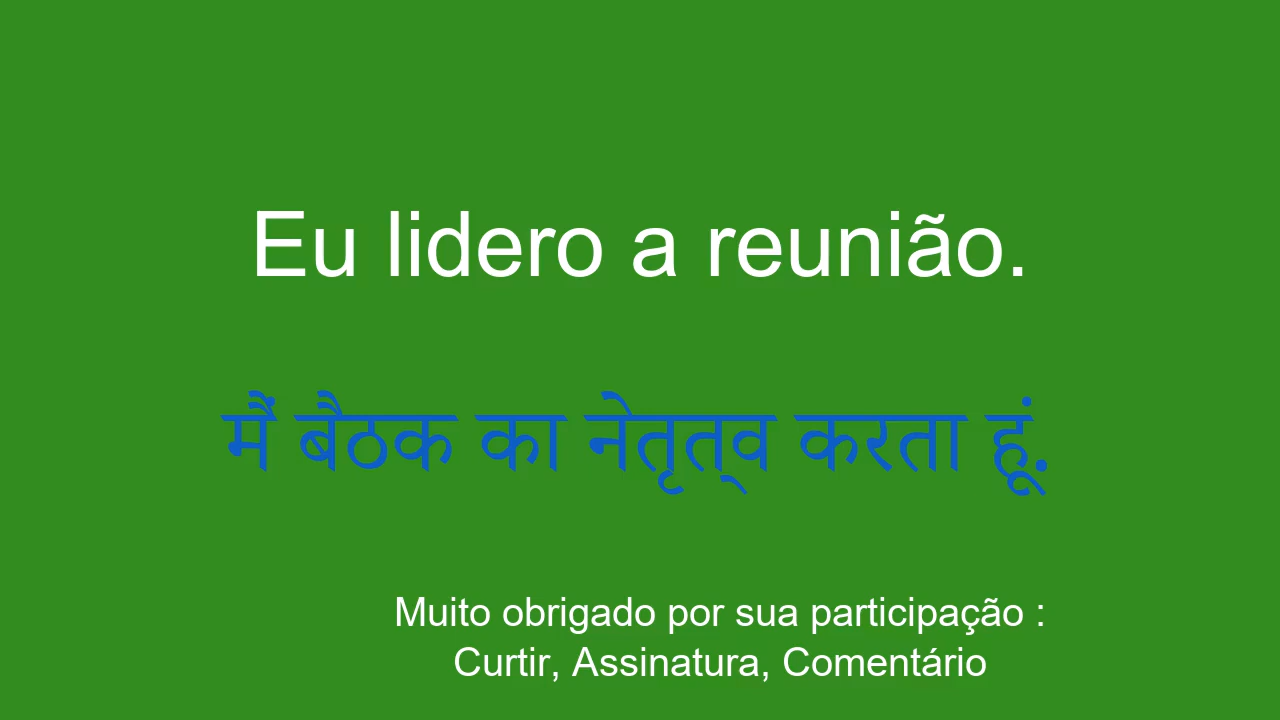 Eu lidero a reunião.
मैं बैठक का नेतृत्व करता हूं.
Muito obrigado por sua participação :
Curtir, Assinatura, Comentário